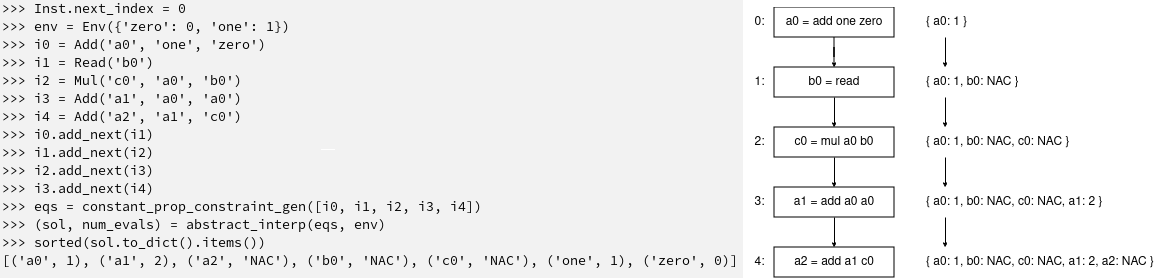 >>> Inst.next_index = 0
>>> env = Env({'zero': 0, 'one': 1})
>>> i0 = Add('a0', 'one', 'zero')
>>> i1 = Read('b0')
>>> i2 = Mul('c0', 'a0', 'b0')
>>> i3 = Add('a1', 'a0', 'a0')
>>> i4 = Add('a2', 'a1', 'c0')
>>> i0.add_next(i1)
>>> i1.add_next(i2)
>>> i2.add_next(i3)
>>> i3.add_next(i4)
>>> eqs = constant_prop_constraint_gen([i0, i1, i2, i3, i4])
>>> (sol, num_evals) = abstract_interp(eqs, env)
>>> sorted(sol.to_dict().items())
[('a0', 1), ('a1', 2), ('a2', 'NAC'), ('b0', 'NAC'), ('c0', 'NAC'), ('one', 1), ('zero', 0)]
0: a0 = add one zero { a0: 1 }
1: b0 = read { a0: 1, b0: NAC }
2: c0 = mul a0 b0 { a0: 1, b0: NAC, c0: NAC }
3: a1 = add a0 a0 { a0: 1, b0: NAC, c0: NAC, a1: 2 }
4: a2 = add a1 c0 { a0: 1, b0: NAC, c0: NAC, a1: 2, a2: NAC }